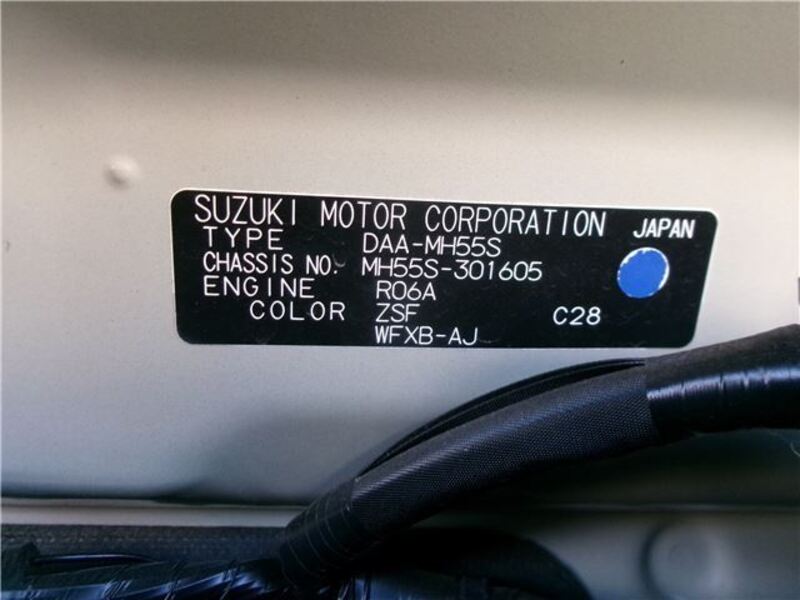 SUZUKI MOTOR CORPORATION JAPAN
TYPE DAA-MH55S
CHASSIS NO. MH55S-301605
ENGINE R06A
COLOR ZSF C28
WFXB-AJ